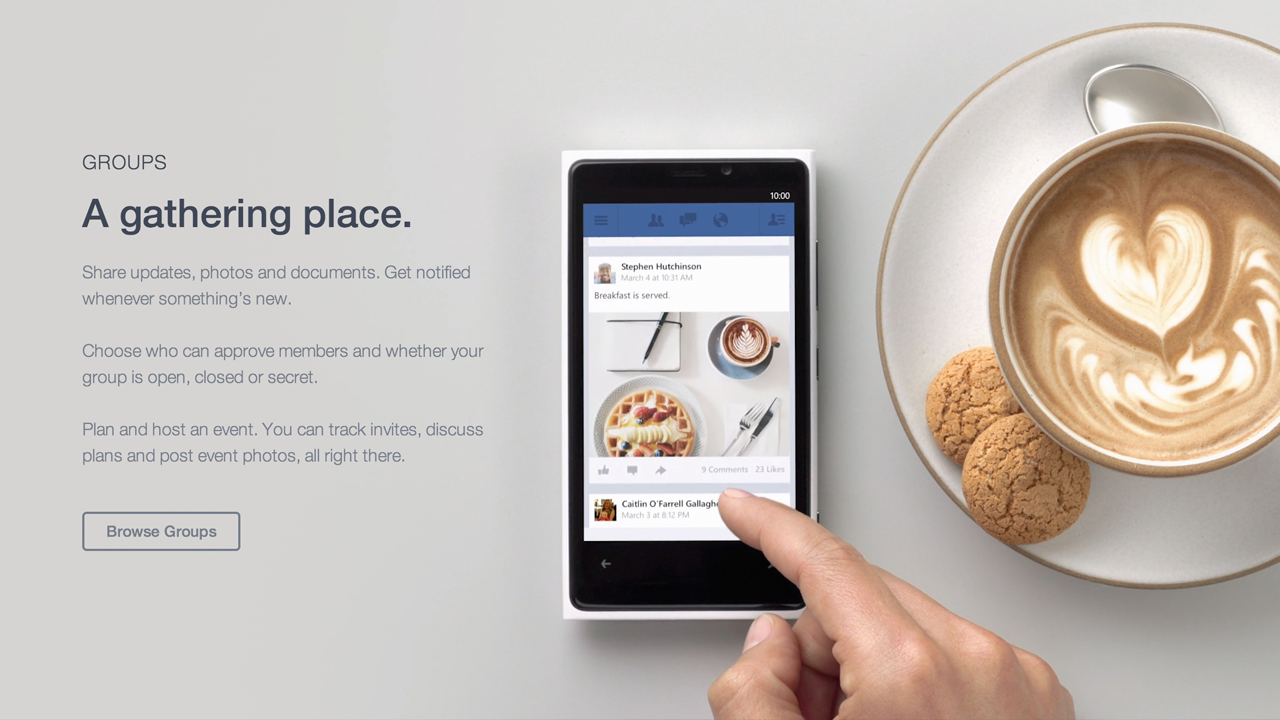 GROUPS
A gathering place.
Share updates, photos and documents. Get notified
whenever something's new.
Choose who can approve members and whether your
group is open, closed or secret.
Plan and host an event. You can track invites, discuss
plans and post event photos, all right there.
Browse Groups
10:00
Stephen Hutchinson
March 4 at 10:31 AM
Breakfast is served.
9 Comments 23 Likes
Caitlin O'Farrell Gallagh
March 3 at 8:12 PM